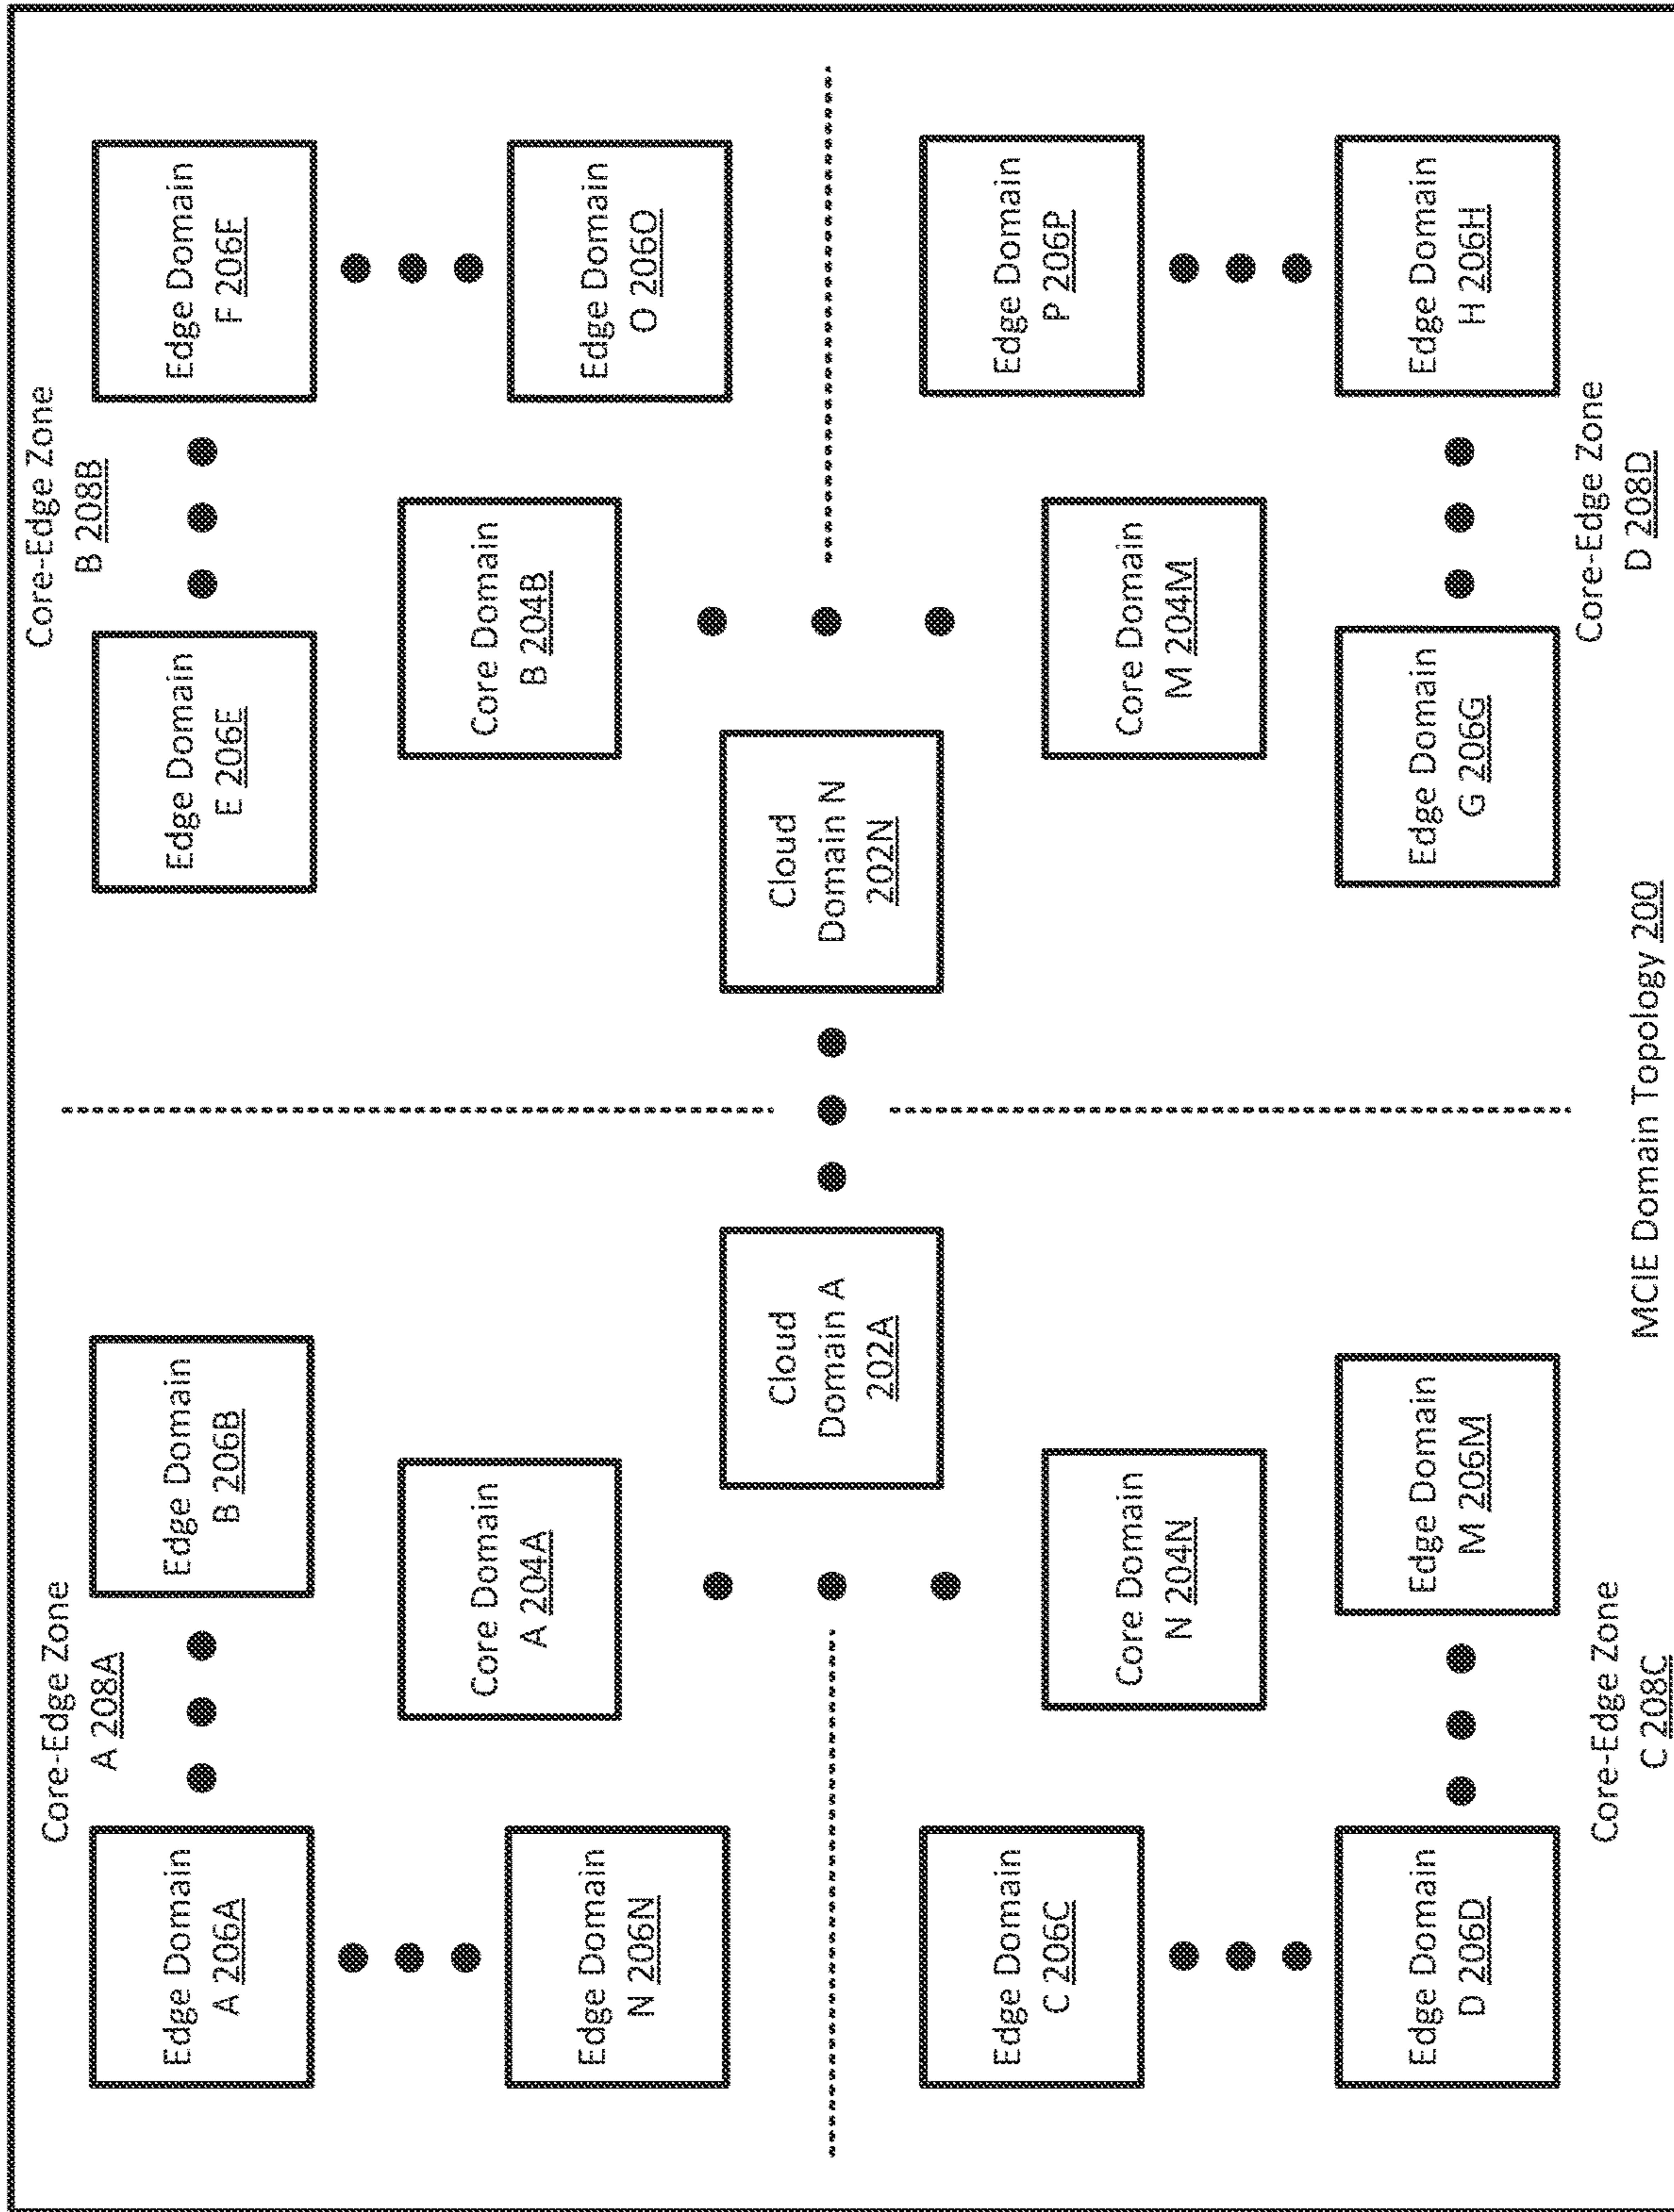 Core-Edge Zone
A 208A
Edge Domain
A 206A
Edge Domain
B 206B
Edge Domain
N 206N
Core Domain
A 204A
Core-Edge Zone
B 208B
Edge Domain
E 206E
Edge Domain
F 206F
Core Domain
B 204B
Edge Domain
O 206O
Cloud
Domain A
202A
Cloud
Domain N
202N
Edge Domain
C 206C
Core Domain
N 204N
Edge Domain
D 206D
Edge Domain
M 206M
Core-Edge Zone
C 208C
Core Domain
M 204M
Edge Domain
P 206P
Edge Domain
G 206G
Edge Domain
H 206H
Core-Edge Zone
D 208D
MCIE Domain Topology 200